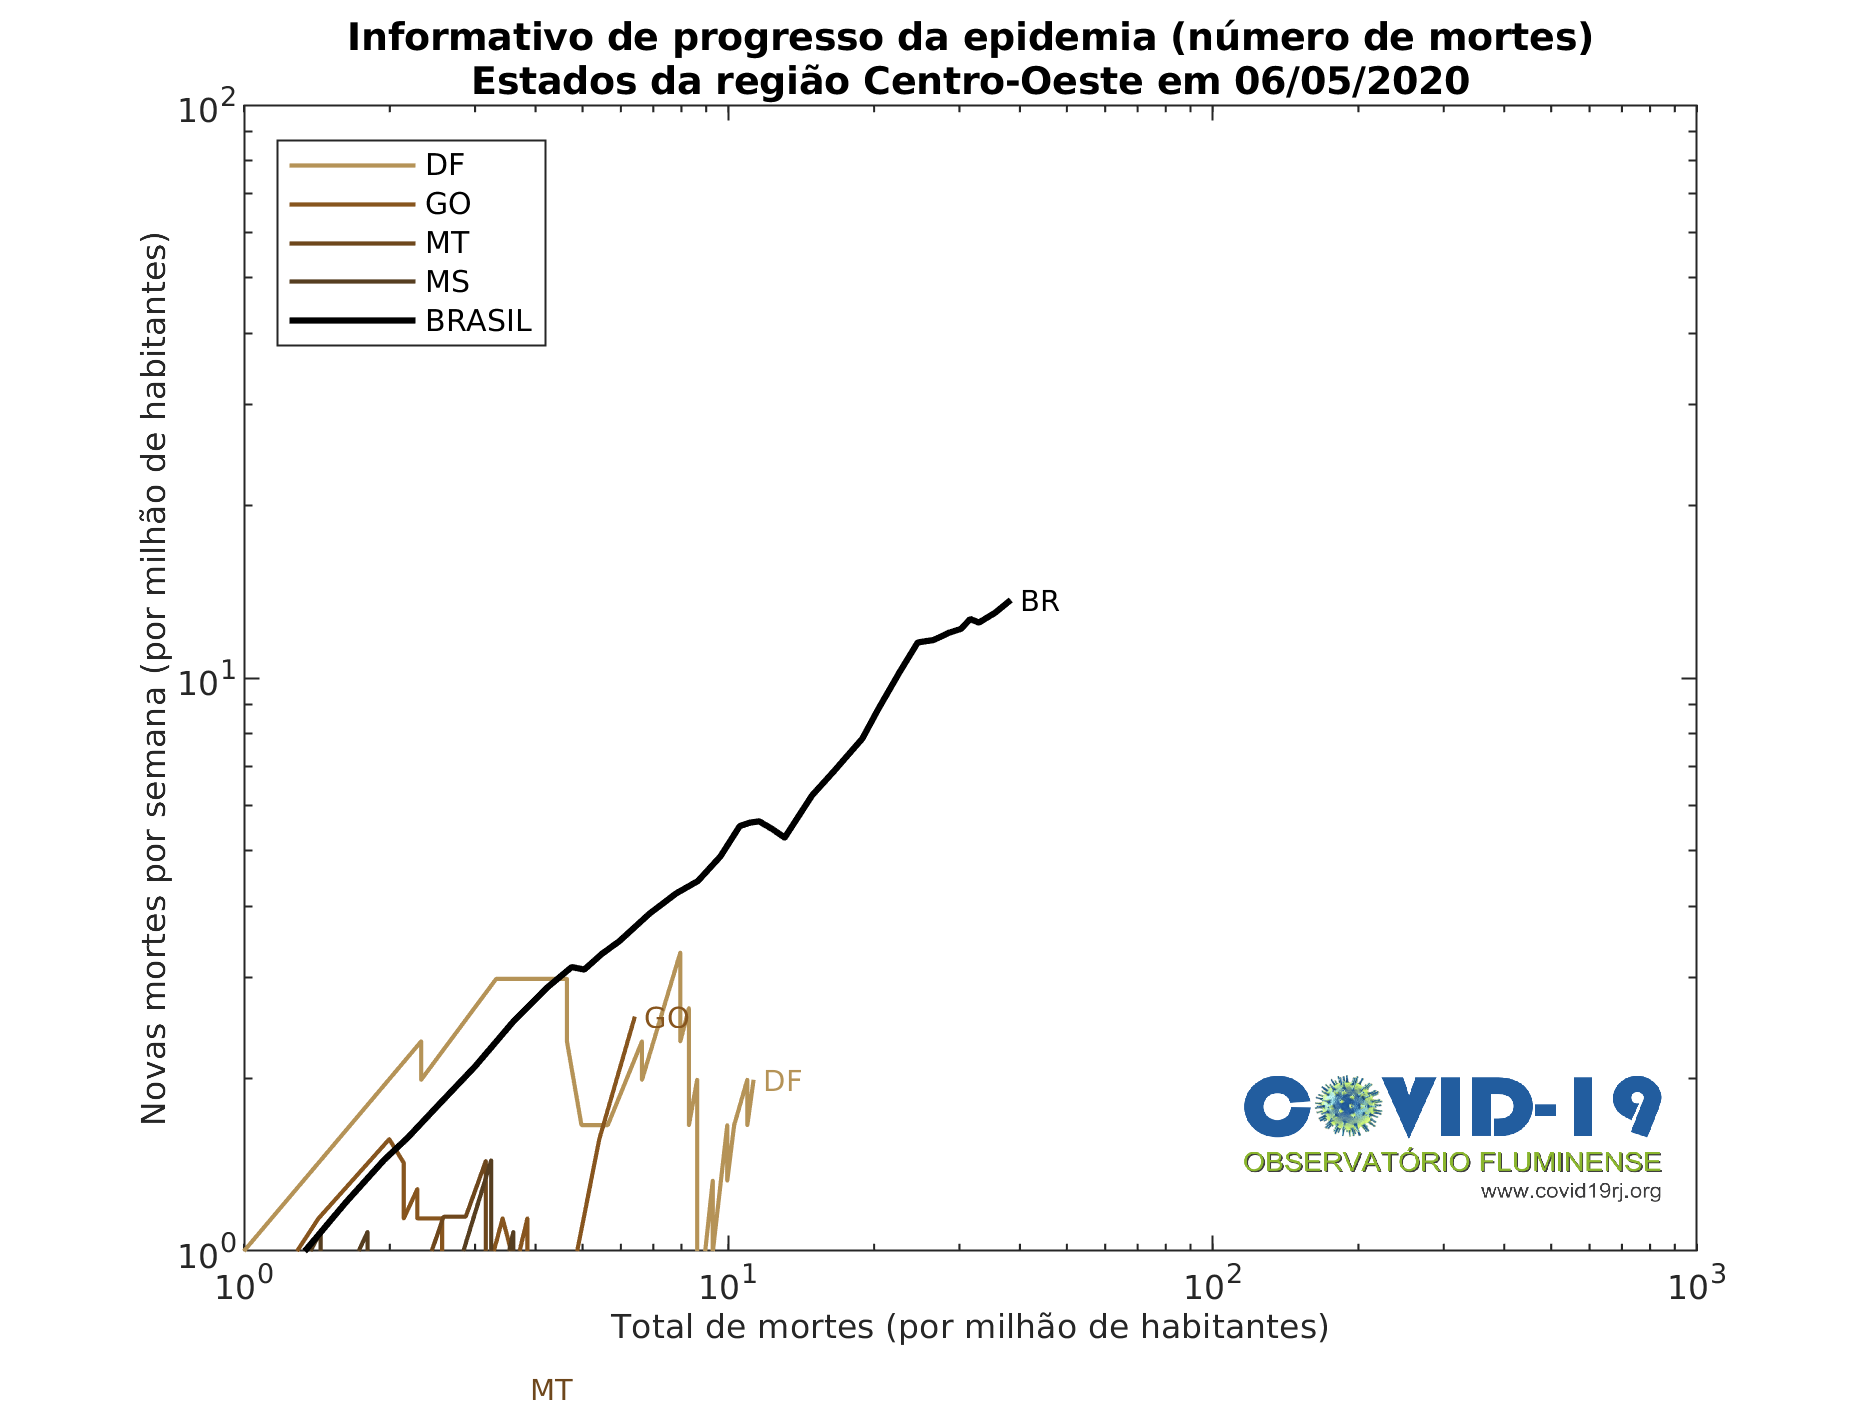 Informativo de progresso da epidemia (número de mortes)
Estados da região Centro-Oeste em 06/05/2020
DF
GO
MT
MS
BRASIL
Novas mortes por semana (por milhão de habitantes)
10²
10¹
10⁰
BR
GO
DF
COVID-19
OBSERVATÓRIO FLUMINENSE
www.covid19rj.org
10⁰ 10¹ 10² 10³
Total de mortes (por milhão de habitantes)
MT